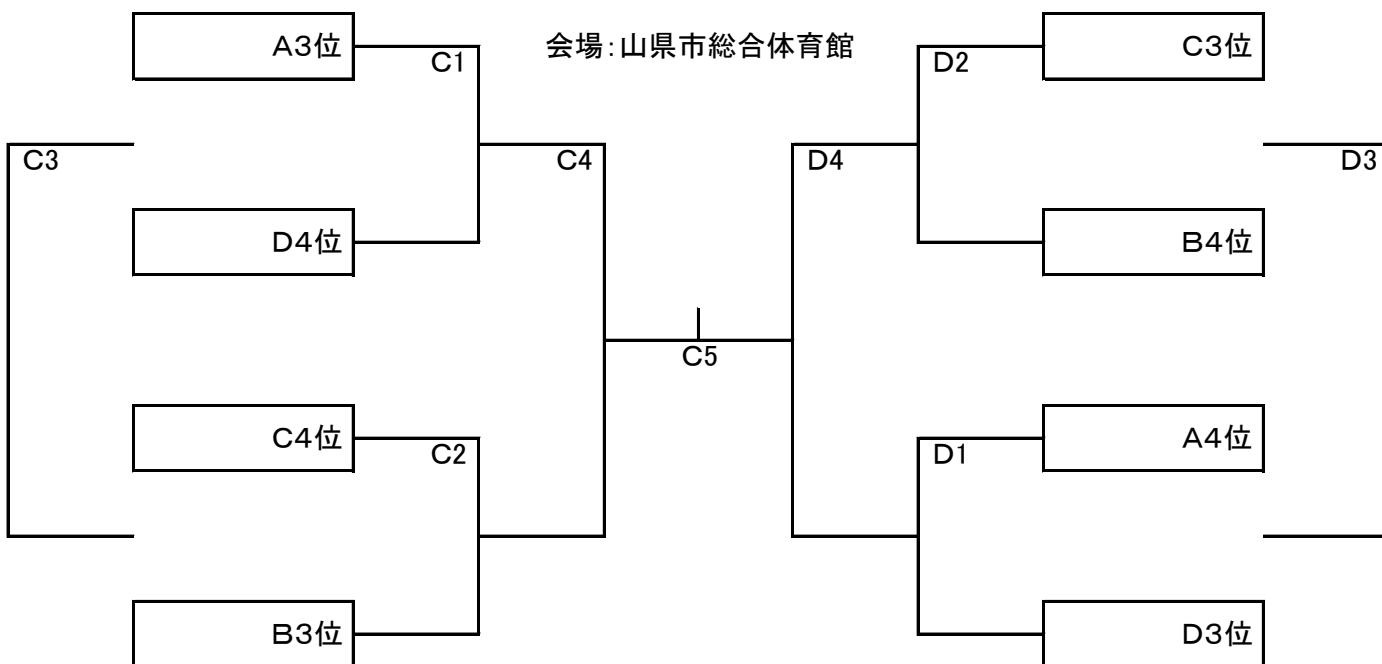 A3位
C1
会場:山県市総合体育館
D2
C3位
C3
C4
D4
D3
D4位
B4位
C5
C4位
C2
D1
A4位
B3位
D3位